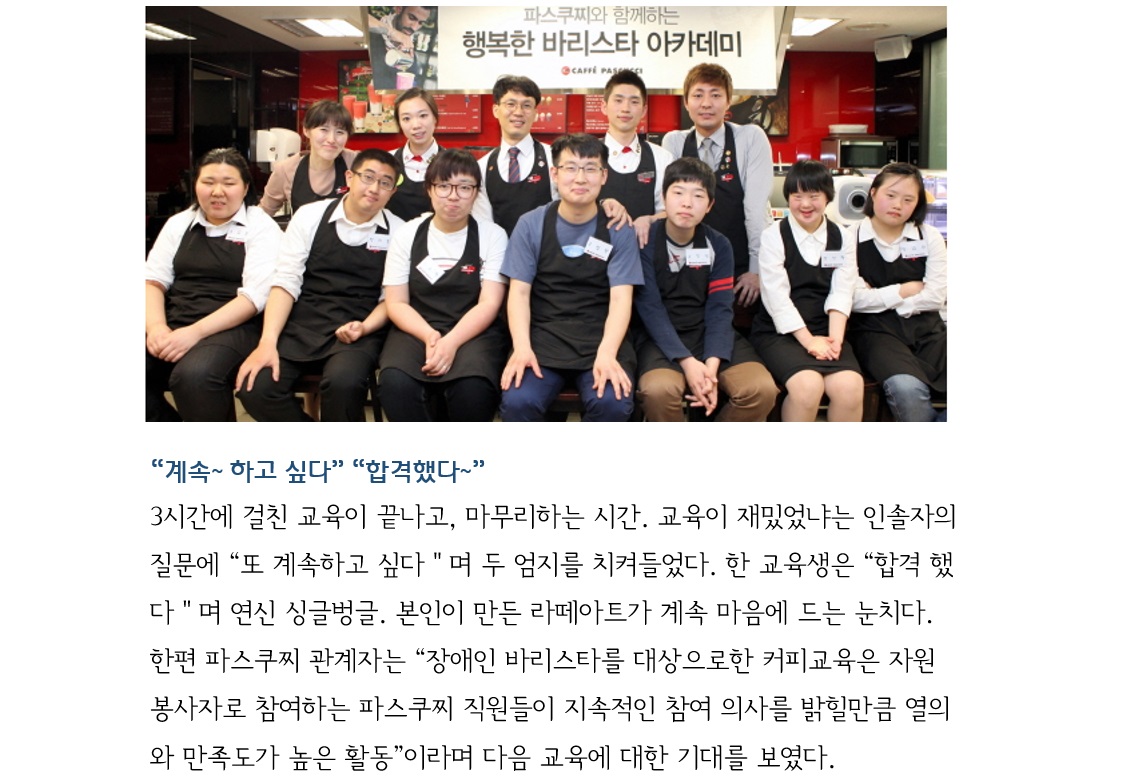 파스쿠찌와 함께하는
행복한 바리스타 아카데미
CAFFÉ PASCUCCI
“계속~ 하고 싶다” “합격했다~”
3시간에 걸친 교육이 끝나고, 마무리하는 시간. 교육이 재밌었냐는 인솔자의
질문에 “또 계속하고 싶다＂며 두 엄지를 치켜들었다. 한 교육생은 “합격 했
다＂며 연신 싱글벙글. 본인이 만든 라떼아트가 계속 마음에 드는 눈치다.
한편 파스쿠찌 관계자는 “장애인 바리스타를 대상으로한 커피교육은 자원
봉사자로 참여하는 파스쿠찌 직원들이 지속적인 참여 의사를 밝힐만큼 열의
와 만족도가 높은 활동”이라며 다음 교육에 대한 기대를 보였다.